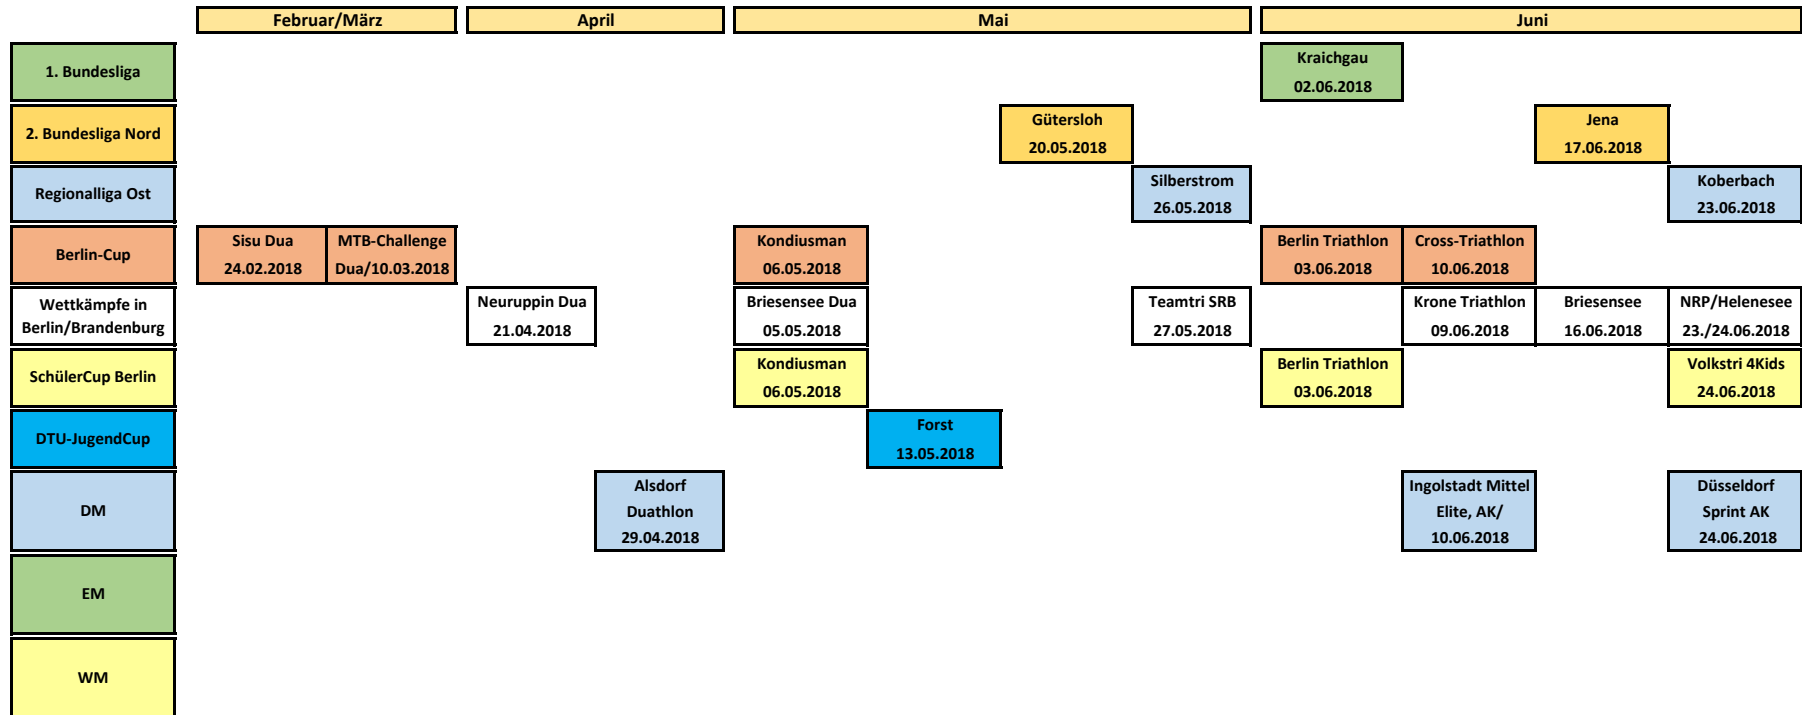 Februar/März
April
Mai
Juni
1. Bundesliga
Kraichgau
02.06.2018
2. Bundesliga Nord
Gütersloh
20.05.2018
Jena
17.06.2018
Regionalliga Ost
Silberstrom
26.05.2018
Koberbach
23.06.2018
Berlin-Cup
Sisu Dua
24.02.2018
MTB-Challenge
Dua/10.03.2018
Kondiusman
06.05.2018
Berlin Triathlon
03.06.2018
Cross-Triathlon
10.06.2018
Wettkämpfe in
Berlin/Brandenburg
Neuruppin Dua
21.04.2018
Briesensee Dua
05.05.2018
Teamtri SRB
27.05.2018
Krone Triathlon
09.06.2018
Briesensee
16.06.2018
NRP/Helenesee
23./24.06.2018
SchülerCup Berlin
Kondiusman
06.05.2018
Berlin Triathlon
03.06.2018
Volkstri 4Kids
24.06.2018
DTU-JugendCup
Forst
13.05.2018
DM
Alsdorf
Duathlon
29.04.2018
Ingolstadt Mittel
Elite, AK/
10.06.2018
Düsseldorf
Sprint AK
24.06.2018
EM
WM